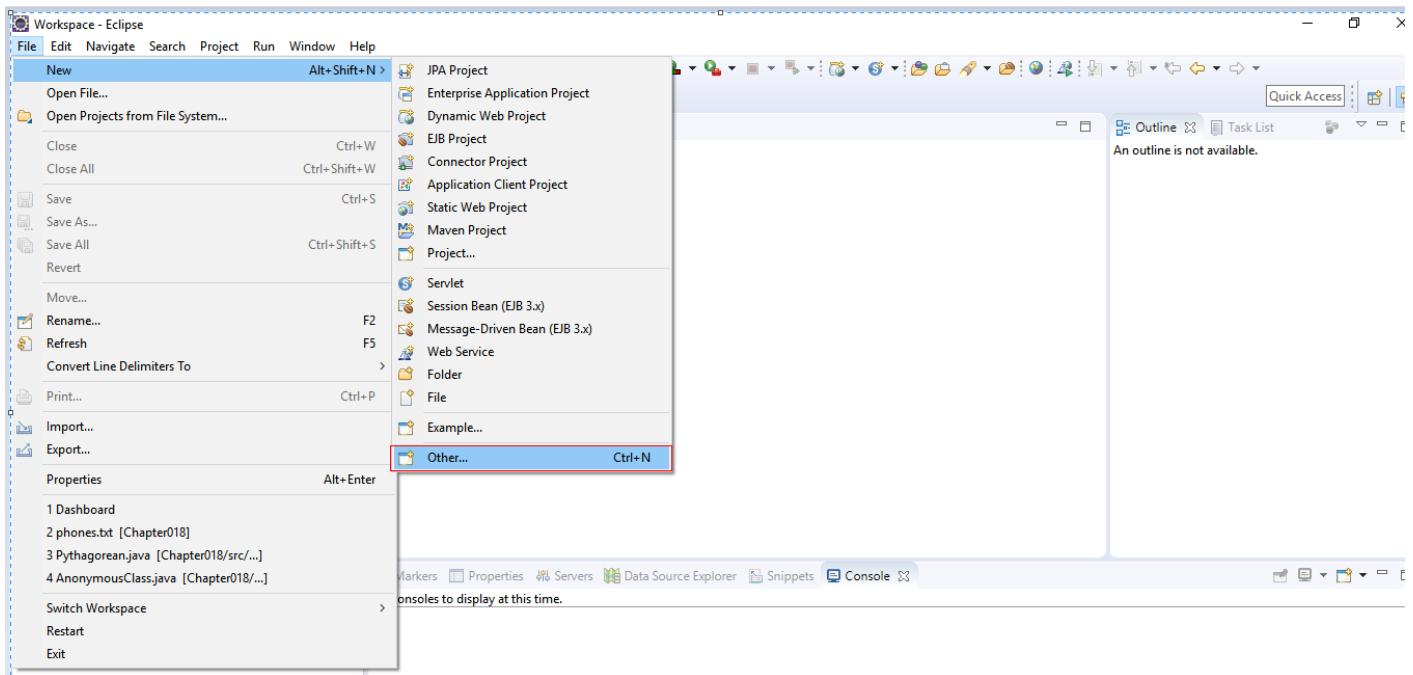 Workspace - Eclipse
File Edit Navigate Search Project Run Window Help
New Alt+Shift+N >
Open File...
Open Projects from File System...
Close Ctrl+W
Close All Ctrl+Shift+W
Save Ctrl+S
Save As...
Save All Ctrl+Shift+S
Revert
Move...
Rename... F2
Refresh F5
Convert Line Delimiters To >
Print... Ctrl+P
Import...
Export...
Properties Alt+Enter
1 Dashboard
2 phones.txt [Chapter018]
3 Pythagorean.java [Chapter018/src/...]
4 AnonymousClass.java [Chapter018/...]
Switch Workspace >
Restart
Exit
JPA Project
Enterprise Application Project
Dynamic Web Project
EJB Project
Connector Project
Application Client Project
Static Web Project
Maven Project
Project...
Servlet
Session Bean (EJB 3.x)
Message-Driven Bean (EJB 3.x)
Web Service
Folder
File
Example...
Other... Ctrl+N
Quick Access
Outline Task List
An outline is not available.
Markers Properties Servers Data Source Explorer Snippets Console
onsoles to display at this time.